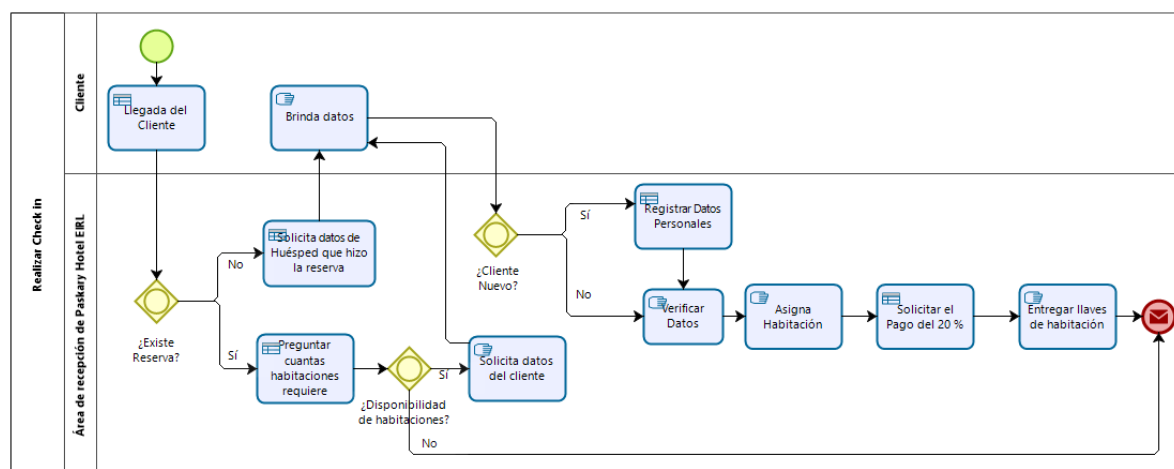 Realizar Check in
Cliente
Llegada del
Cliente
Brinda datos
Área de recepción de Paskary Hotel EIRL
¿Existe
Reserva?
No
Solicita datos de
Huésped que hizo
la reserva
Sí
Preguntar
cuantas
habitaciones
requiere
¿Disponibilidad
de habitaciones?
Sí
Solicita datos
del cliente
No
¿Cliente
Nuevo?
Sí
Registrar Datos
Personales
No
Verificar
Datos
Asigna
Habitación
Solicitar el
Pago del 20 %
Entregar llaves
de habitación